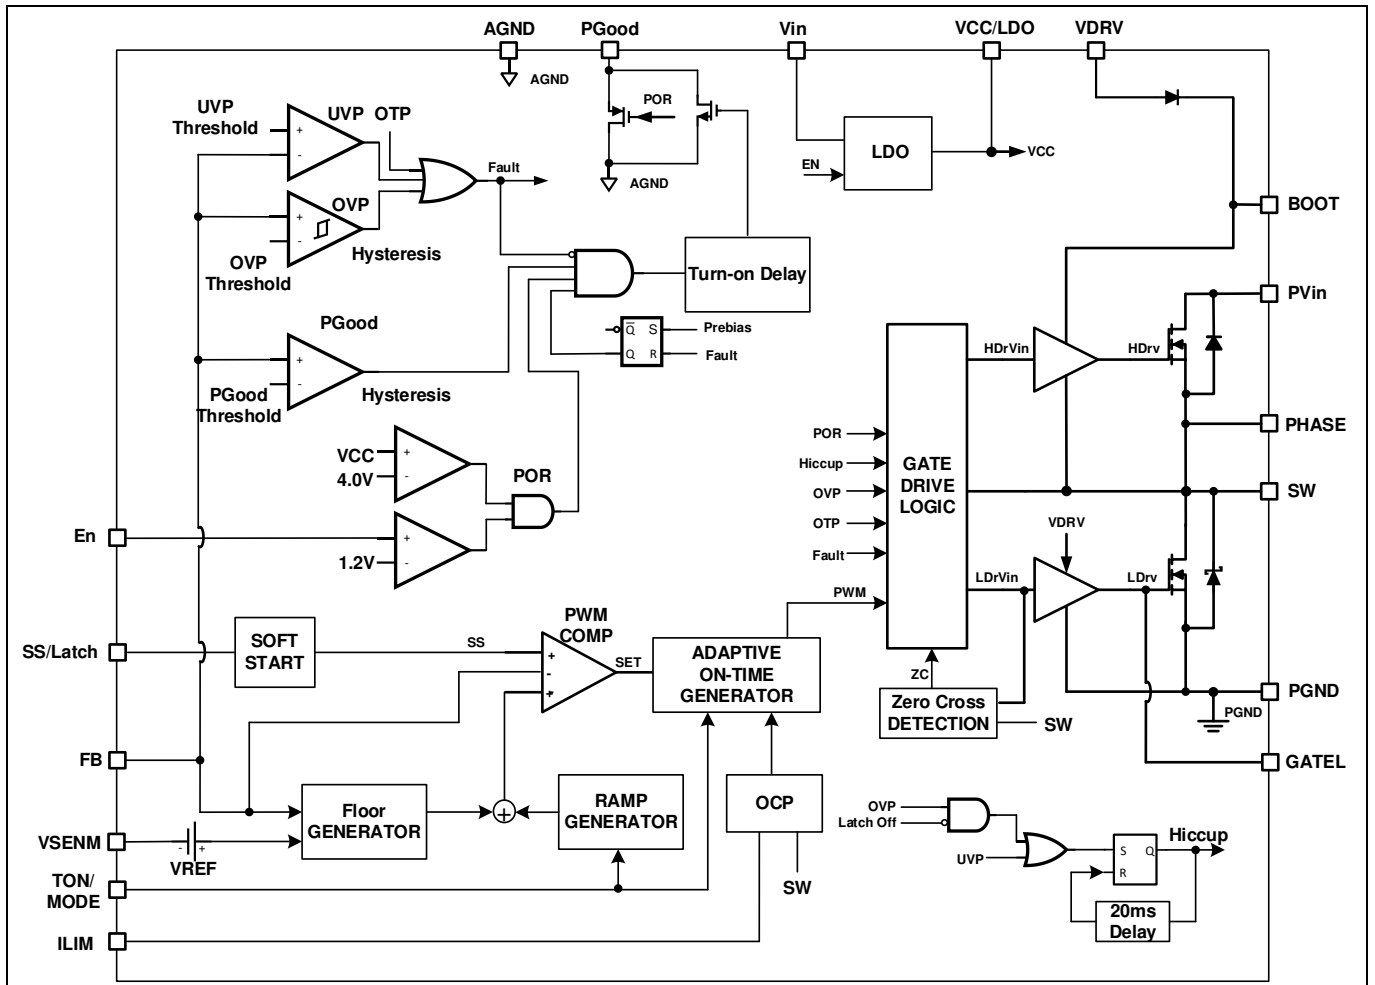 AGND
PGood
Vin
VCC/LDO
VDRV
AGND
UVP
Threshold
UVP
OTP
POR
LDO
EN
VCC
Fault
AGND
+
-
OVP
+
-
Hysteresis
OVP
Threshold
BOOT
Turn-on Delay
PVin
PGood
Q
S
Prebias
Q
R
Fault
+
-
PGood
Threshold
Hysteresis
HDrVin
HDrv
PHASE
VCC
4.0V
+
-
POR
POR
Hiccup
OVP
OTP
Fault
PWM
GATE
DRIVE
LOGIC
SW
En
+
-
1.2V
VDRV
LDrVin
LDrv
SS/Latch
SOFT
START
SS
PWM
COMP
+
-
+
SET
ADAPTIVE
ON-TIME
GENERATOR
ZC
Zero Cross
DETECTION
SW
PGND
PGND
FB
GATEL
Floor
GENERATOR
+
RAMP
GENERATOR
OCP
SW
VSENM
- +
VREF
TON/
MODE
ILIM
OVP
Latch Off
UVP
S
Q
R
Hiccup
20ms
Delay